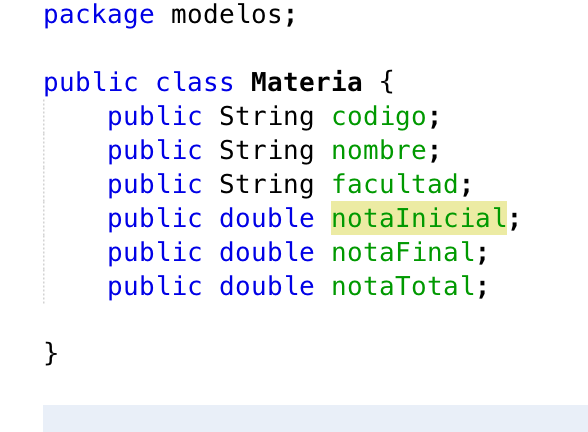 package modelos;
public class Materia {
public String codigo;
public String nombre;
public String facultad;
public double notaInicial;
public double notaFinal;
public double notaTotal;
}